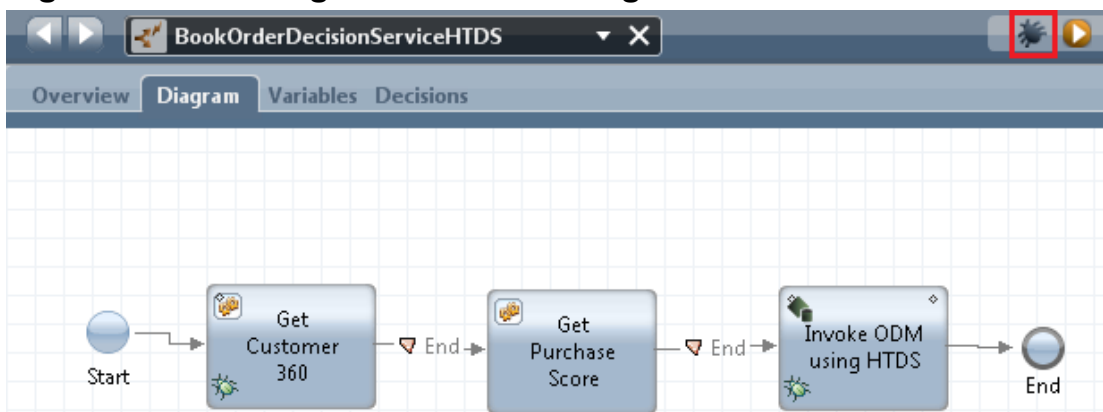 BookOrderDecisionServiceHTDS
Overview Diagram Variables Decisions
Start
Get
Customer
360
End
Get
Purchase
Score
End
Invoke ODM
using HTDS
End